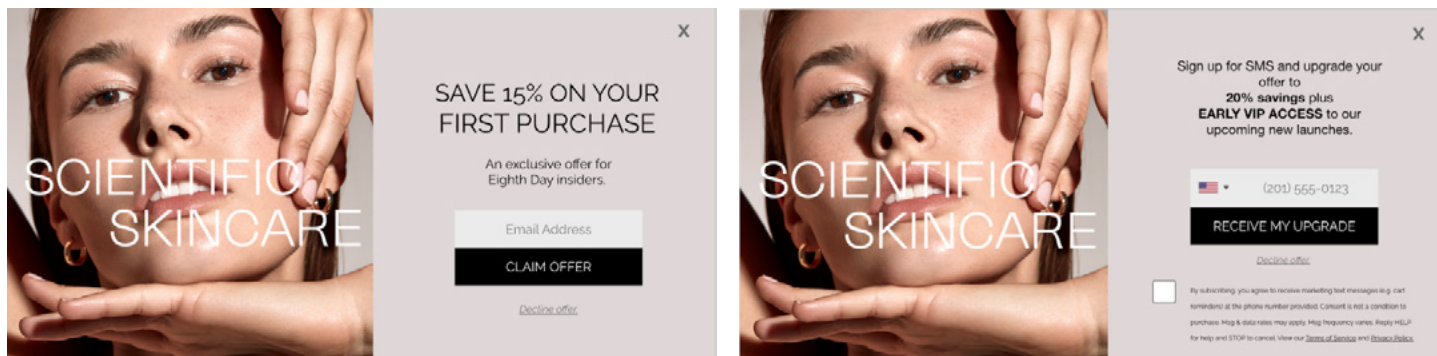 SCIENTIFIC
SKINCARE
X
SAVE 15% ON YOUR
FIRST PURCHASE
An exclusive offer for
Eighth Day insiders.
Email Address
CLAIM OFFER
Decline offer.
SCIENTIFIC
SKINCARE
X
Sign up for SMS and upgrade your
offer to
20% savings plus
EARLY VIP ACCESS to our
upcoming new launches.
(201) 555-0123
RECEIVE MY UPGRADE
Decline offer.
By subscribing, you agree to receive marketing text messages (e.g. cart
reminders) at the phone number provided. Consent is not a condition to
purchase. Msg & data rates may apply. Msg frequency varies. Reply HELP
for help and STOP to cancel. View our Terms of Service and Privacy Policy.